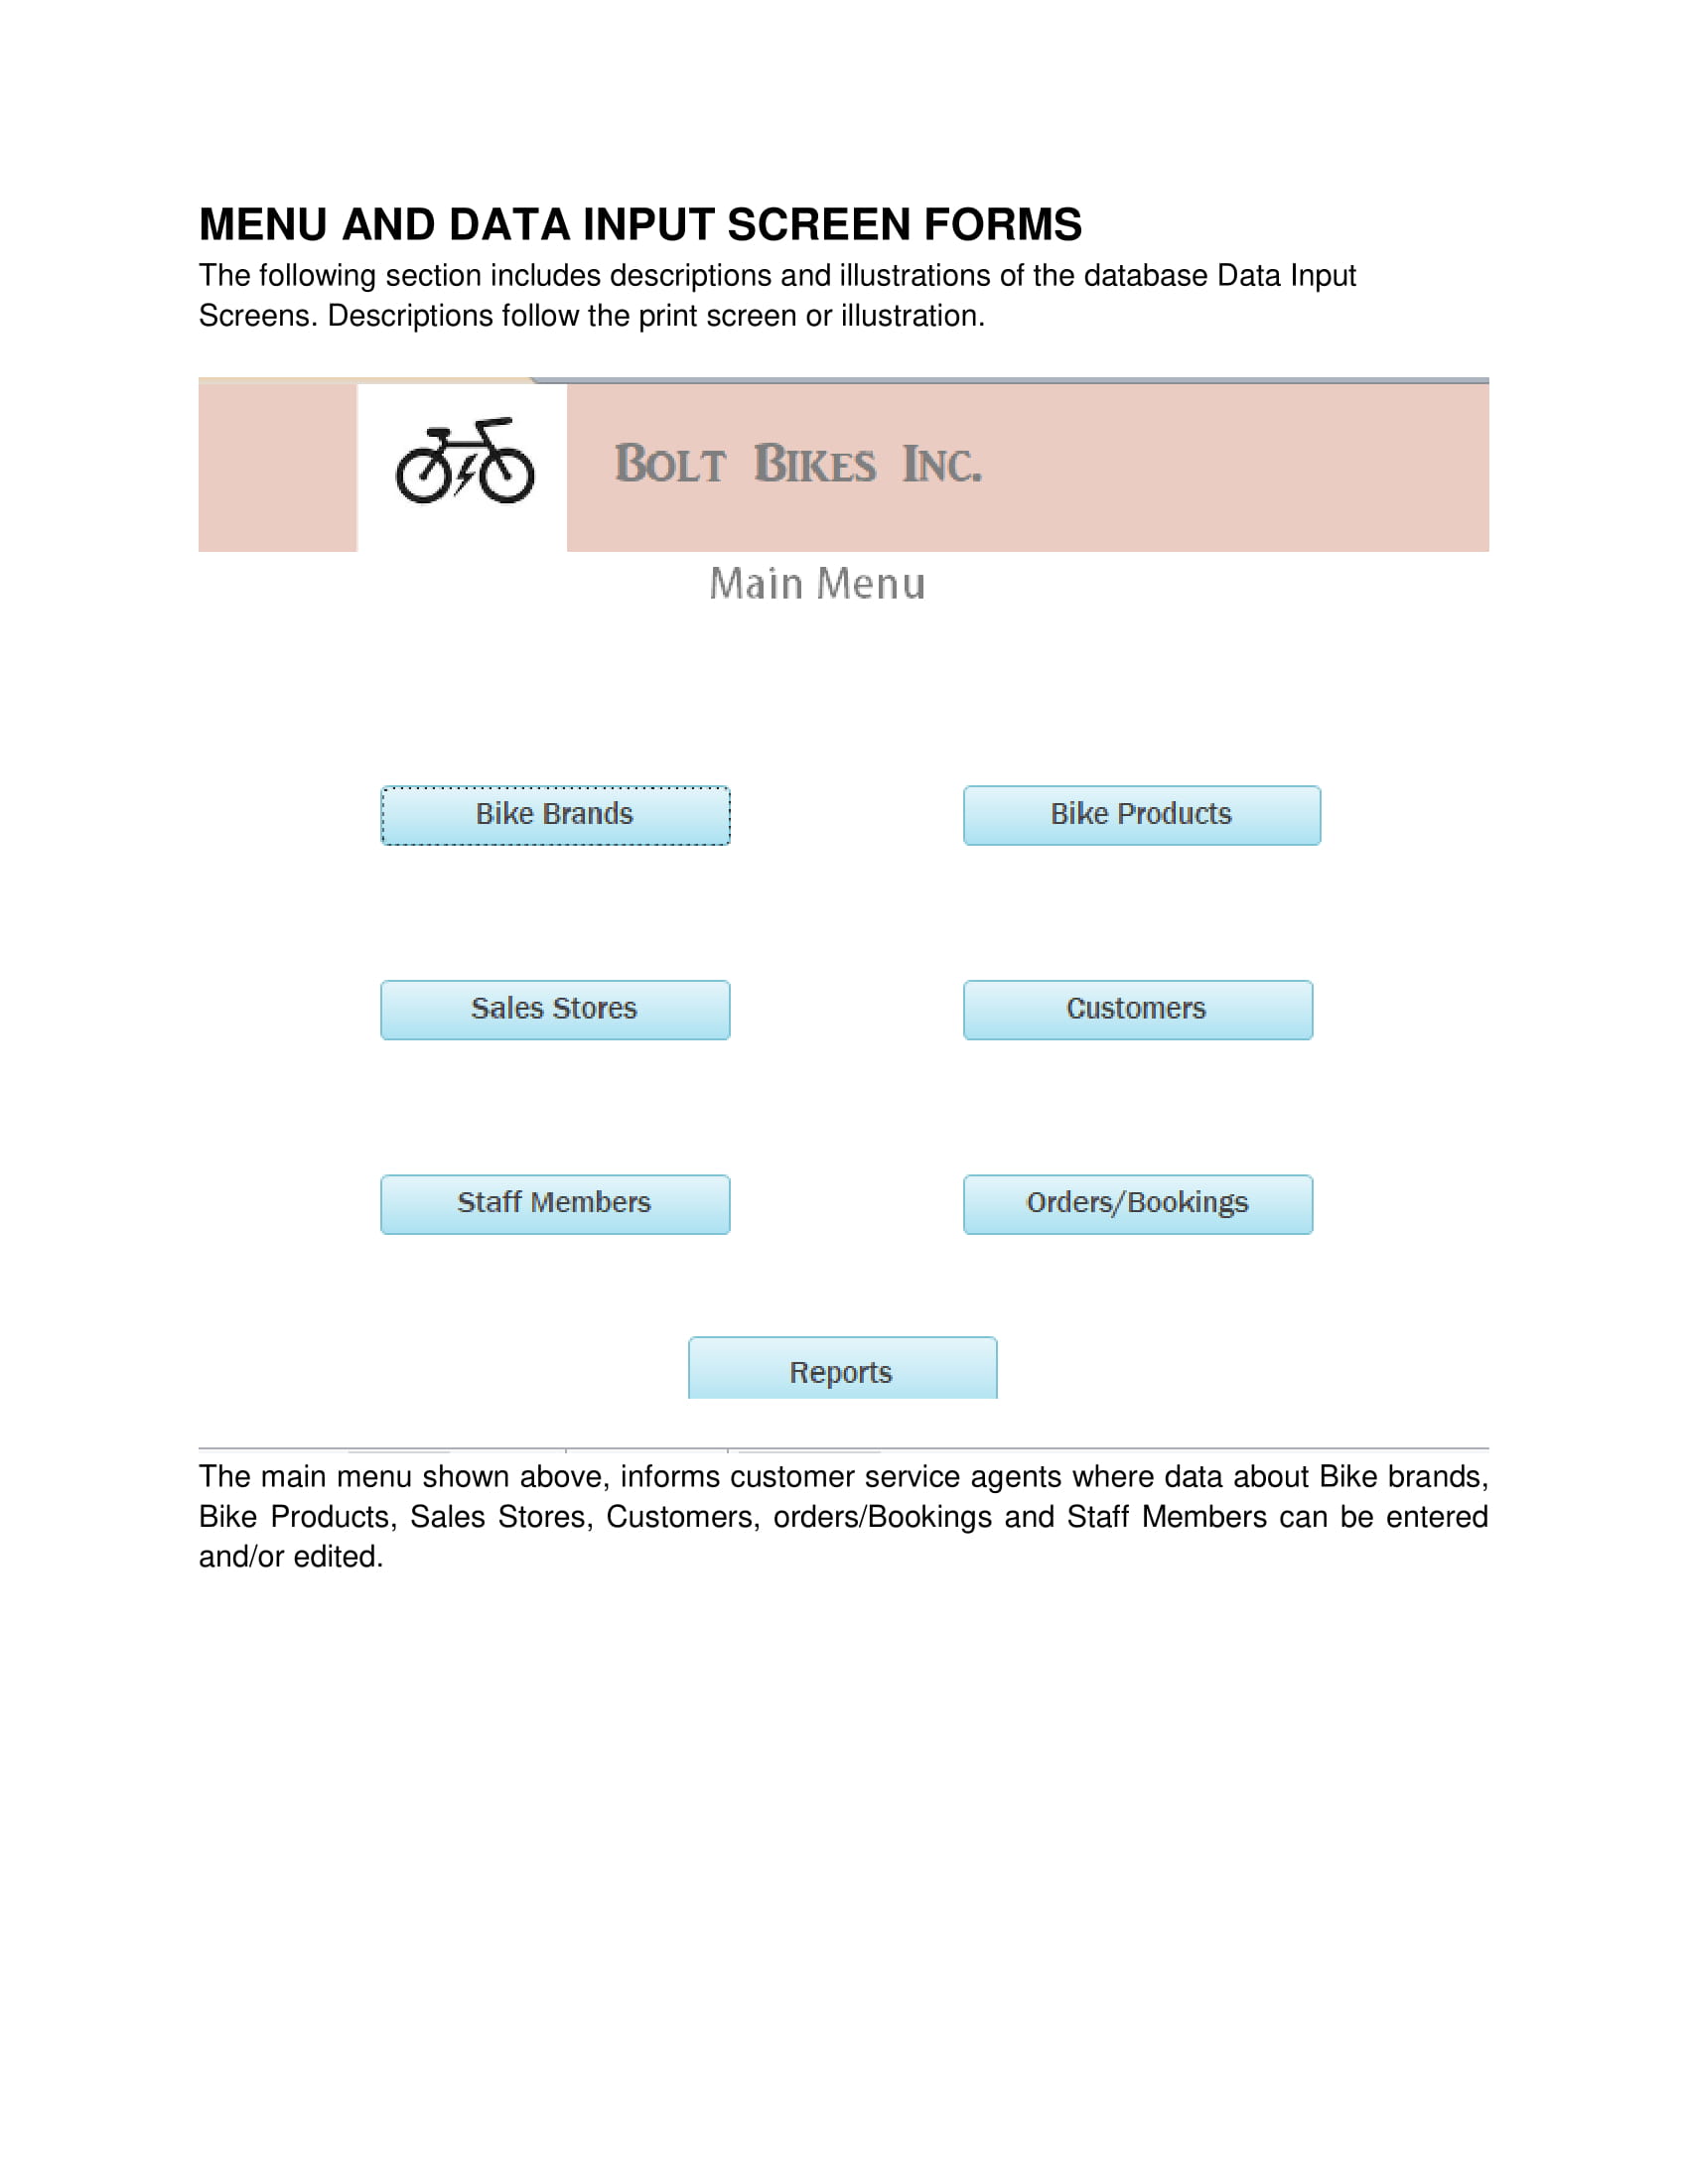 MENU AND DATA INPUT SCREEN FORMS
The following section includes descriptions and illustrations of the database Data Input
Screens. Descriptions follow the print screen or illustration.
BOLT BIKES INC.
Main Menu
Bike Brands
Bike Products
Sales Stores
Customers
Staff Members
Orders/Bookings
Reports
The main menu shown above, informs customer service agents where data about Bike brands,
Bike Products, Sales Stores, Customers, orders/Bookings and Staff Members can be entered
and/or edited.